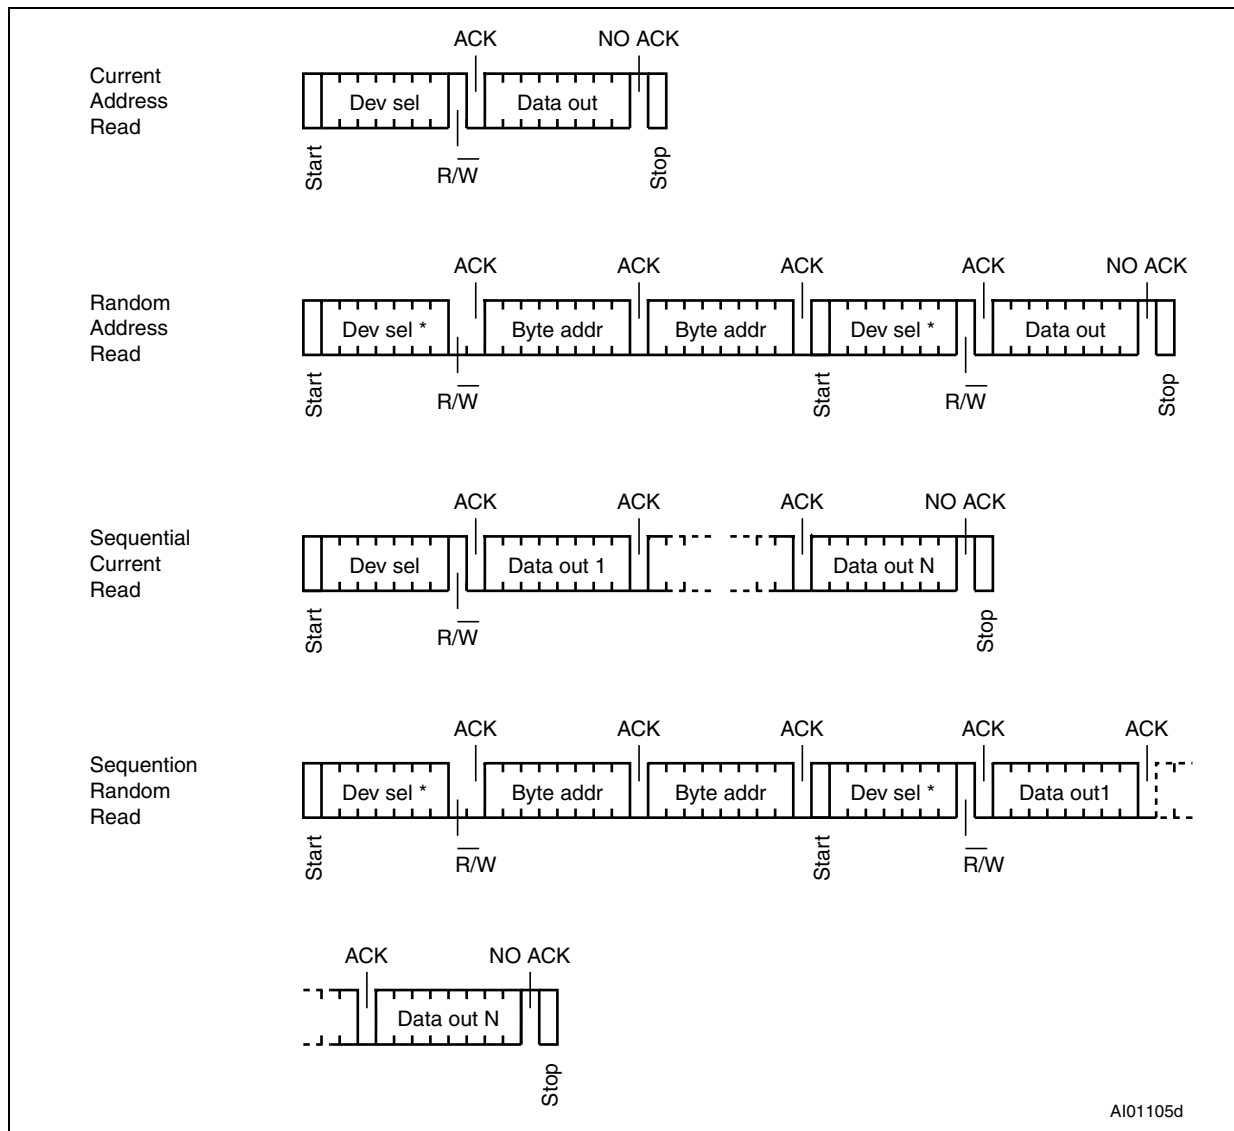 ACK NO ACK
Current
Address
Read
Dev sel Data out
Start R/W̅ Stop
ACK ACK ACK ACK NO ACK
Random
Address
Read
Dev sel * Byte addr Byte addr Dev sel * Data out
Start R/W̅ Start R/W̅ Stop
ACK ACK ACK NO ACK
Sequential
Current
Read
Dev sel Data out 1 Data out N
Start R/W̅ Stop
ACK ACK ACK ACK ACK
Sequention
Random
Read
Dev sel * Byte addr Byte addr Dev sel * Data out1
Start R̅/W Start R̅/W
ACK NO ACK
Data out N
Stop
AI01105d